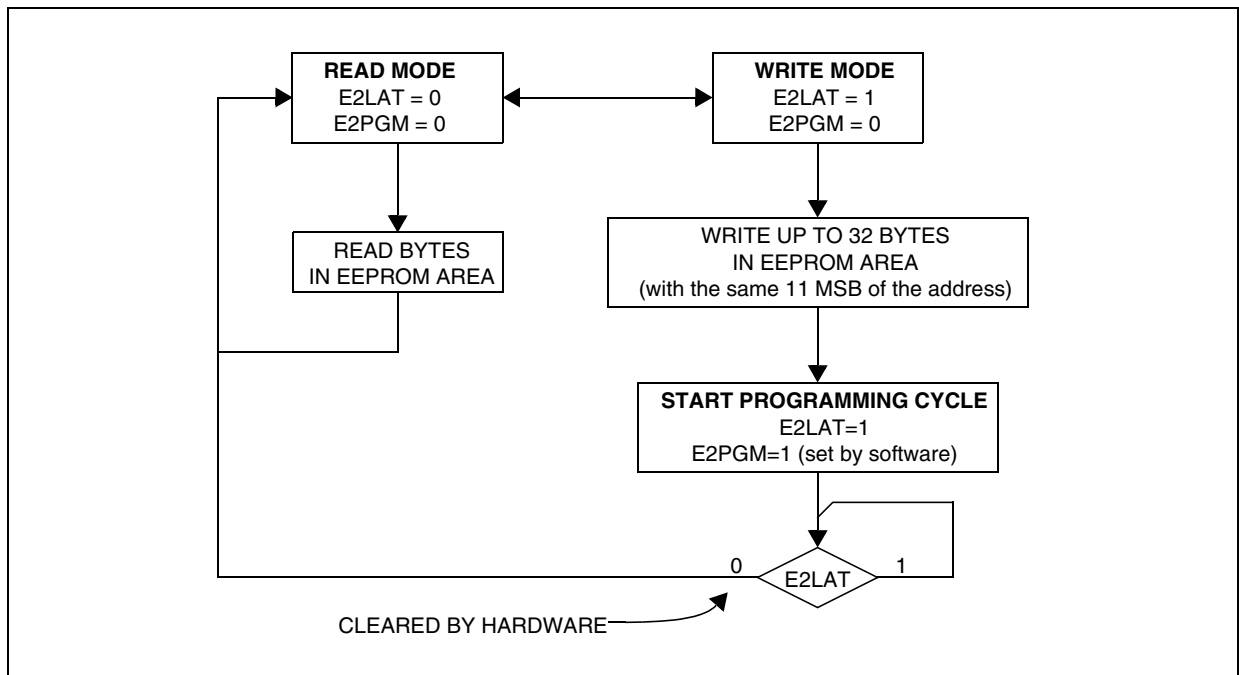 READ MODE
E2LAT = 0
E2PGM = 0
WRITE MODE
E2LAT = 1
E2PGM = 0
READ BYTES
IN EEPROM AREA
WRITE UP TO 32 BYTES
IN EEPROM AREA
(with the same 11 MSB of the address)
START PROGRAMMING CYCLE
E2LAT=1
E2PGM=1 (set by software)
0
E2LAT
1
CLEARED BY HARDWARE